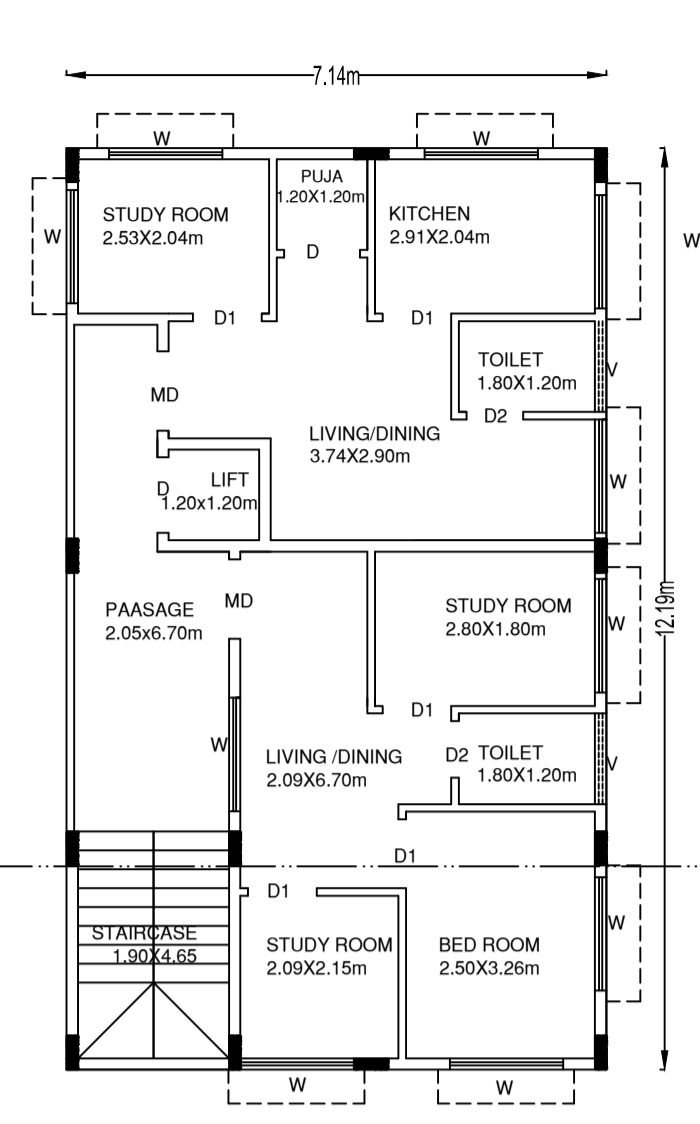 7.14m
W
W
PUJA
1.20X1.20m
STUDY ROOM
2.53X2.04m
KITCHEN
2.91X2.04m
W
W
D
D1
D1
TOILET
1.80X1.20m
V
MD
D2
LIVING/DINING
3.74X2.90m
LIFT
1.20x1.20m
D
W
12.19m
MD
PAASAGE
2.05x6.70m
STUDY ROOM
2.80X1.80m
W
D1
W
LIVING /DINING
2.09X6.70m
D2
TOILET
1.80X1.20m
V
D1
D1
STAIRCASE
1.90X4.65
STUDY ROOM
2.09X2.15m
BED ROOM
2.50X3.26m
W
W
W